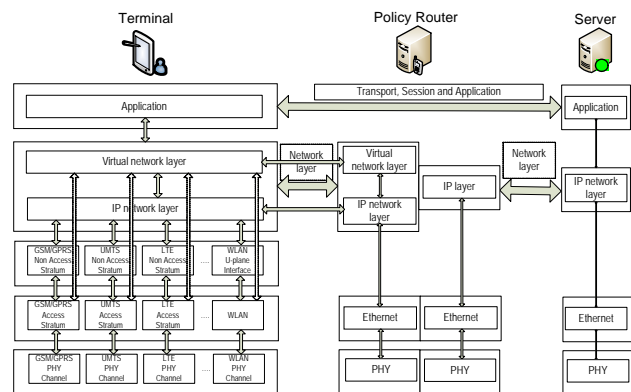 Terminal
Policy Router
Server
Transport, Session and Application
Application
Application
Virtual network layer
Network
layer
Virtual
network layer
IP layer
Network
layer
IP network
layer
IP network layer
IP network
layer
GSM/GPRS
Non Access
Stratum
UMTS
Non Access
Stratum
LTE
Non Access
Stratum
....
WLAN
U-plane
Interface
GSM/GPRS
Access
Stratum
UMTS
Access
Stratum
LTE
Access
Stratum
....
WLAN
Ethernet
Ethernet
Ethernet
GSM/GPRS
PHY
Channel
UMTS
PHY
Channel
LTE
PHY
Channel
....
WLAN
PHY
Channel
PHY
PHY
PHY